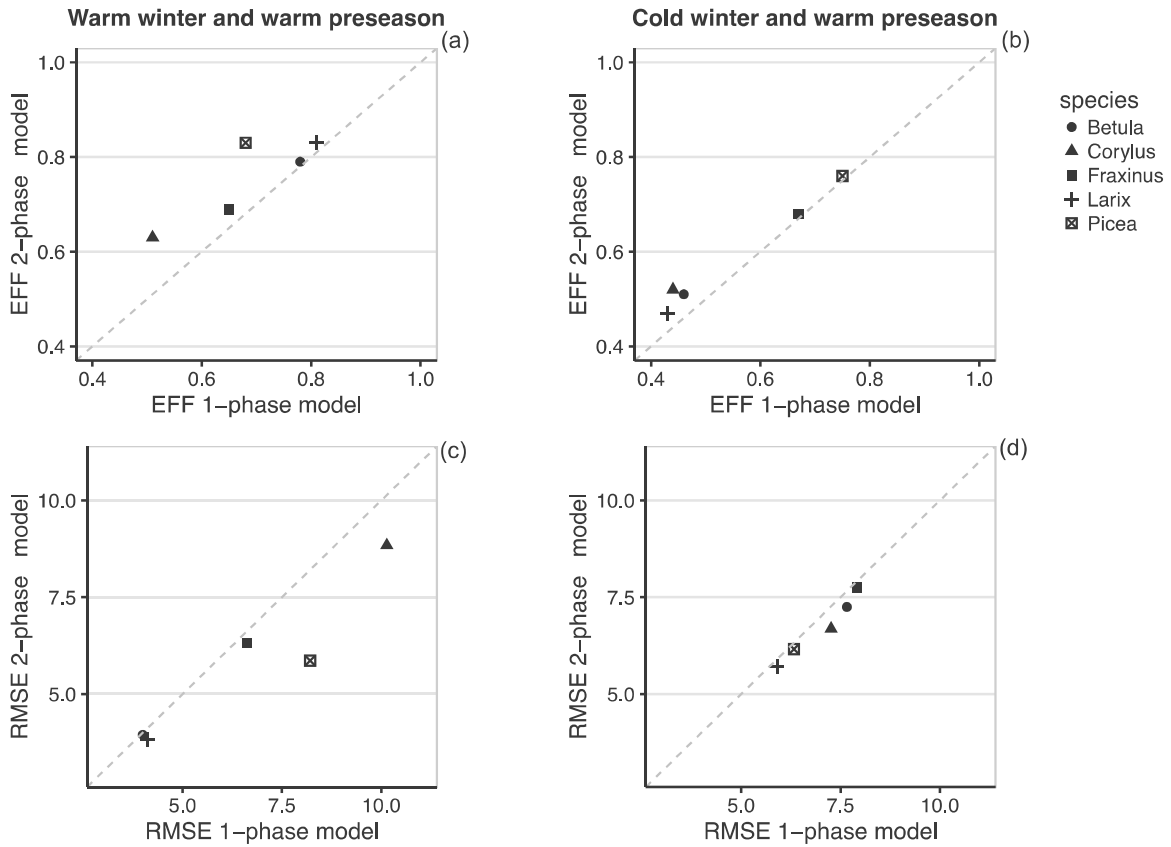 Warm winter and warm preseason
(a)
1.0
0.8
0.6
0.4
EFF 2−phase model
0.4 0.6 0.8 1.0
EFF 1−phase model
Cold winter and warm preseason
(b)
1.0
0.8
0.6
0.4
EFF 2−phase model
0.4 0.6 0.8 1.0
EFF 1−phase model
species
Betula
Corylus
Fraxinus
Larix
Picea
(c)
10.0
7.5
5.0
RMSE 2−phase model
5.0 7.5 10.0
RMSE 1−phase model
(d)
10.0
7.5
5.0
RMSE 2−phase model
5.0 7.5 10.0
RMSE 1−phase model